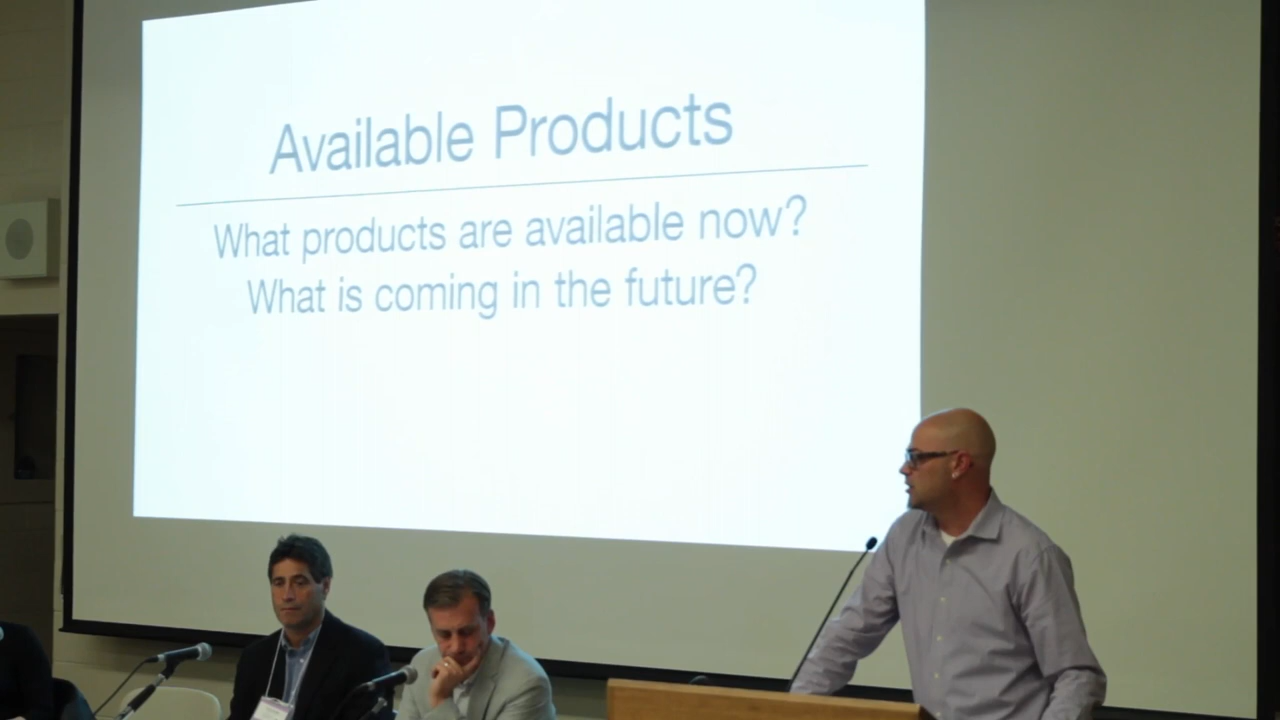 Available Products
What products are available now?
What is coming in the future?